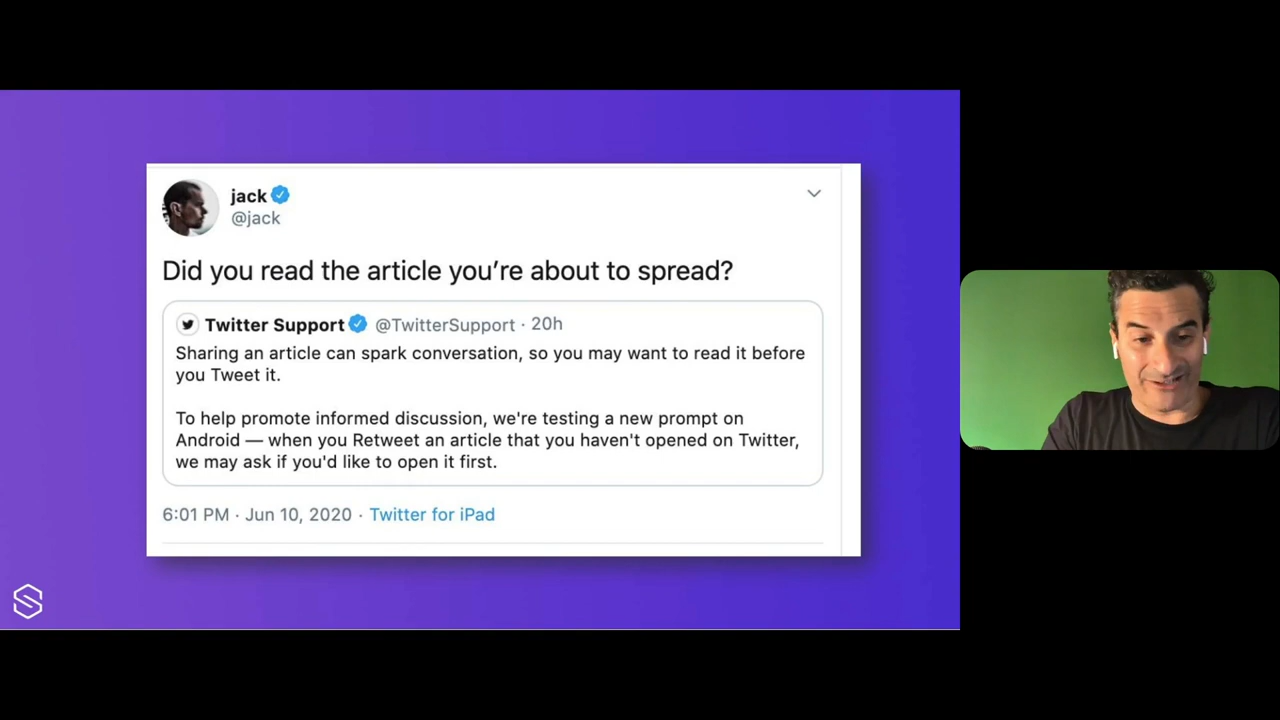 jack
@jack
Did you read the article you’re about to spread?
Twitter Support @TwitterSupport · 20h
Sharing an article can spark conversation, so you may want to read it before
you Tweet it.
To help promote informed discussion, we're testing a new prompt on
Android — when you Retweet an article that you haven't opened on Twitter,
we may ask if you'd like to open it first.
6:01 PM · Jun 10, 2020 · Twitter for iPad